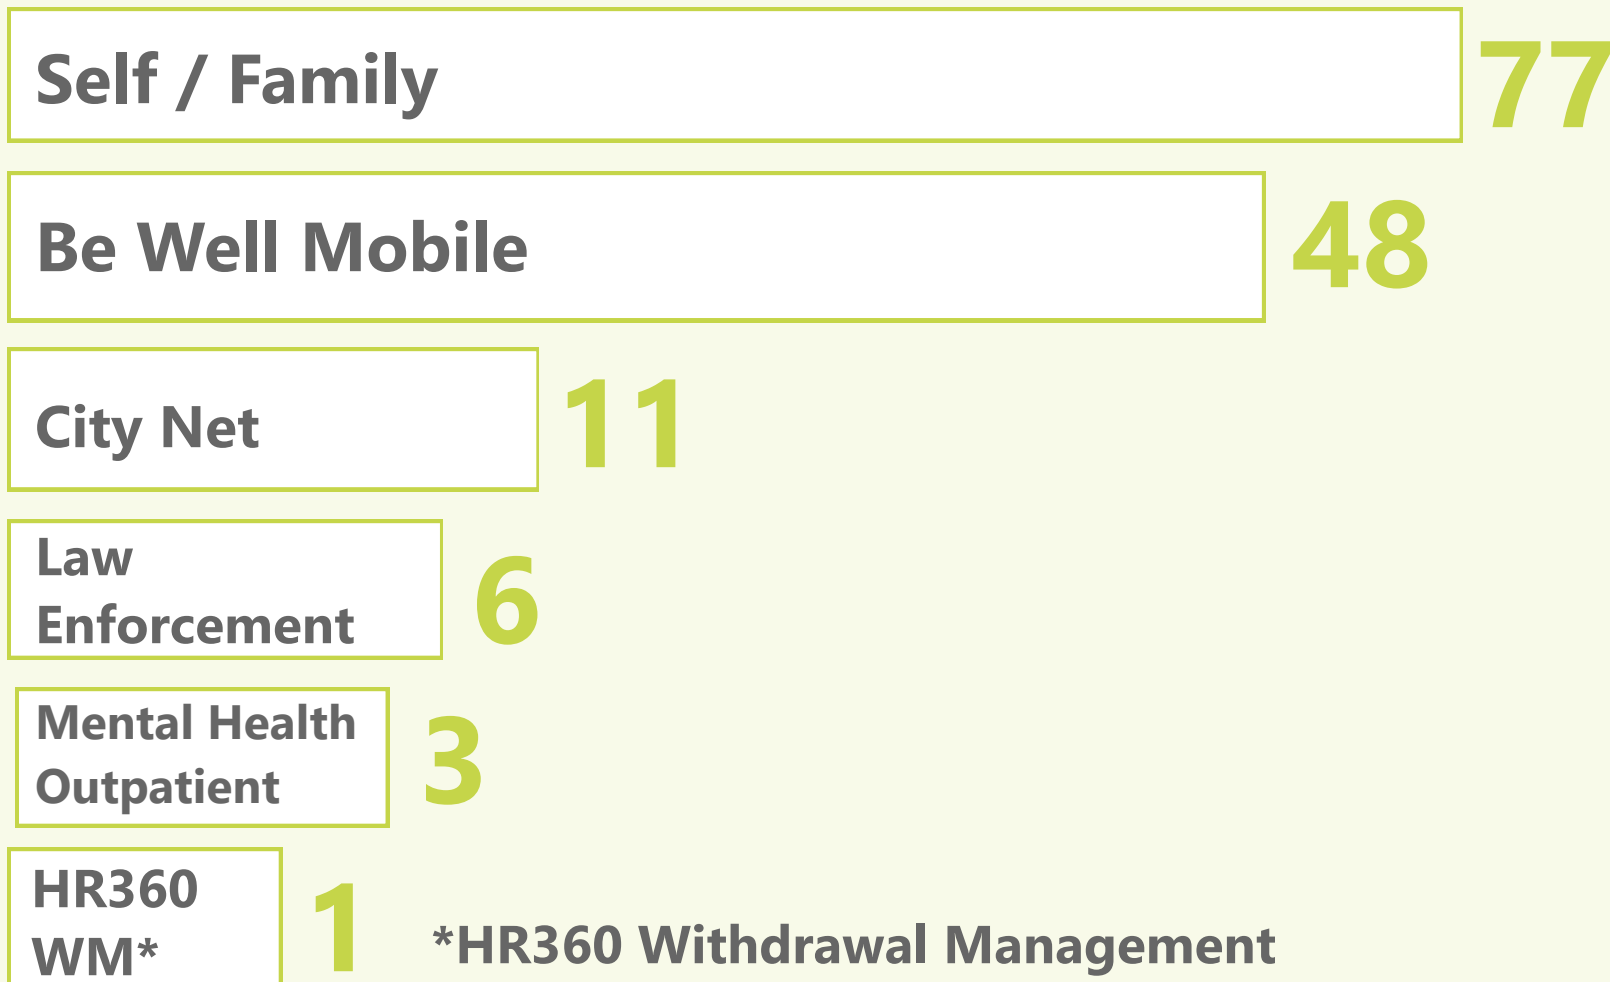 Self / Family 77
Be Well Mobile 48
City Net 11
Law
Enforcement 6
Mental Health
Outpatient 3
HR360
WM* 1
*HR360 Withdrawal Management